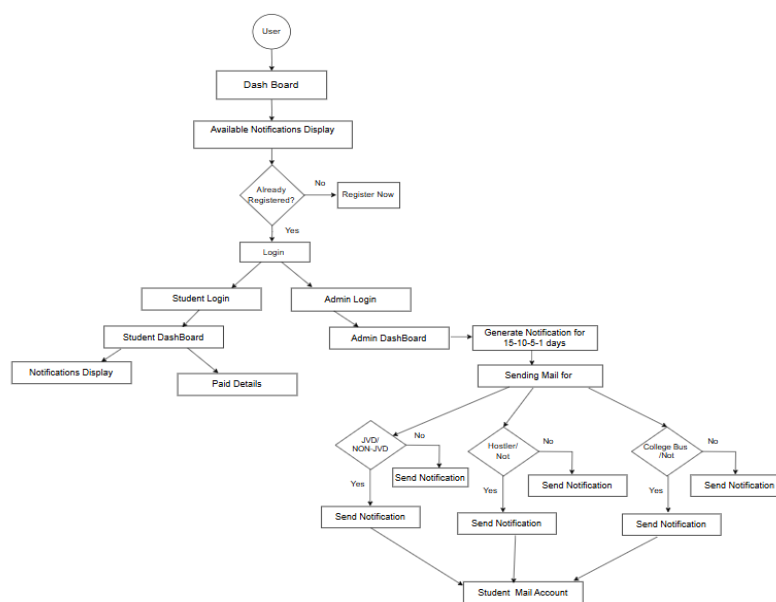 User
Dash Board
Available Notifications Display
Already
Registered?
No
Register Now
Yes
Login
Student Login
Admin Login
Student DashBoard
Admin DashBoard
Generate Notification for
15-10-5-1 days
Notifications Display
Paid Details
Sending Mail for
JVD/
NON-JVD
No
Hostler/
Not
No
College Bus
/Not
No
Send Notification
Send Notification
Send Notification
Yes
Yes
Yes
Send Notification
Send Notification
Send Notification
Student Mail Account